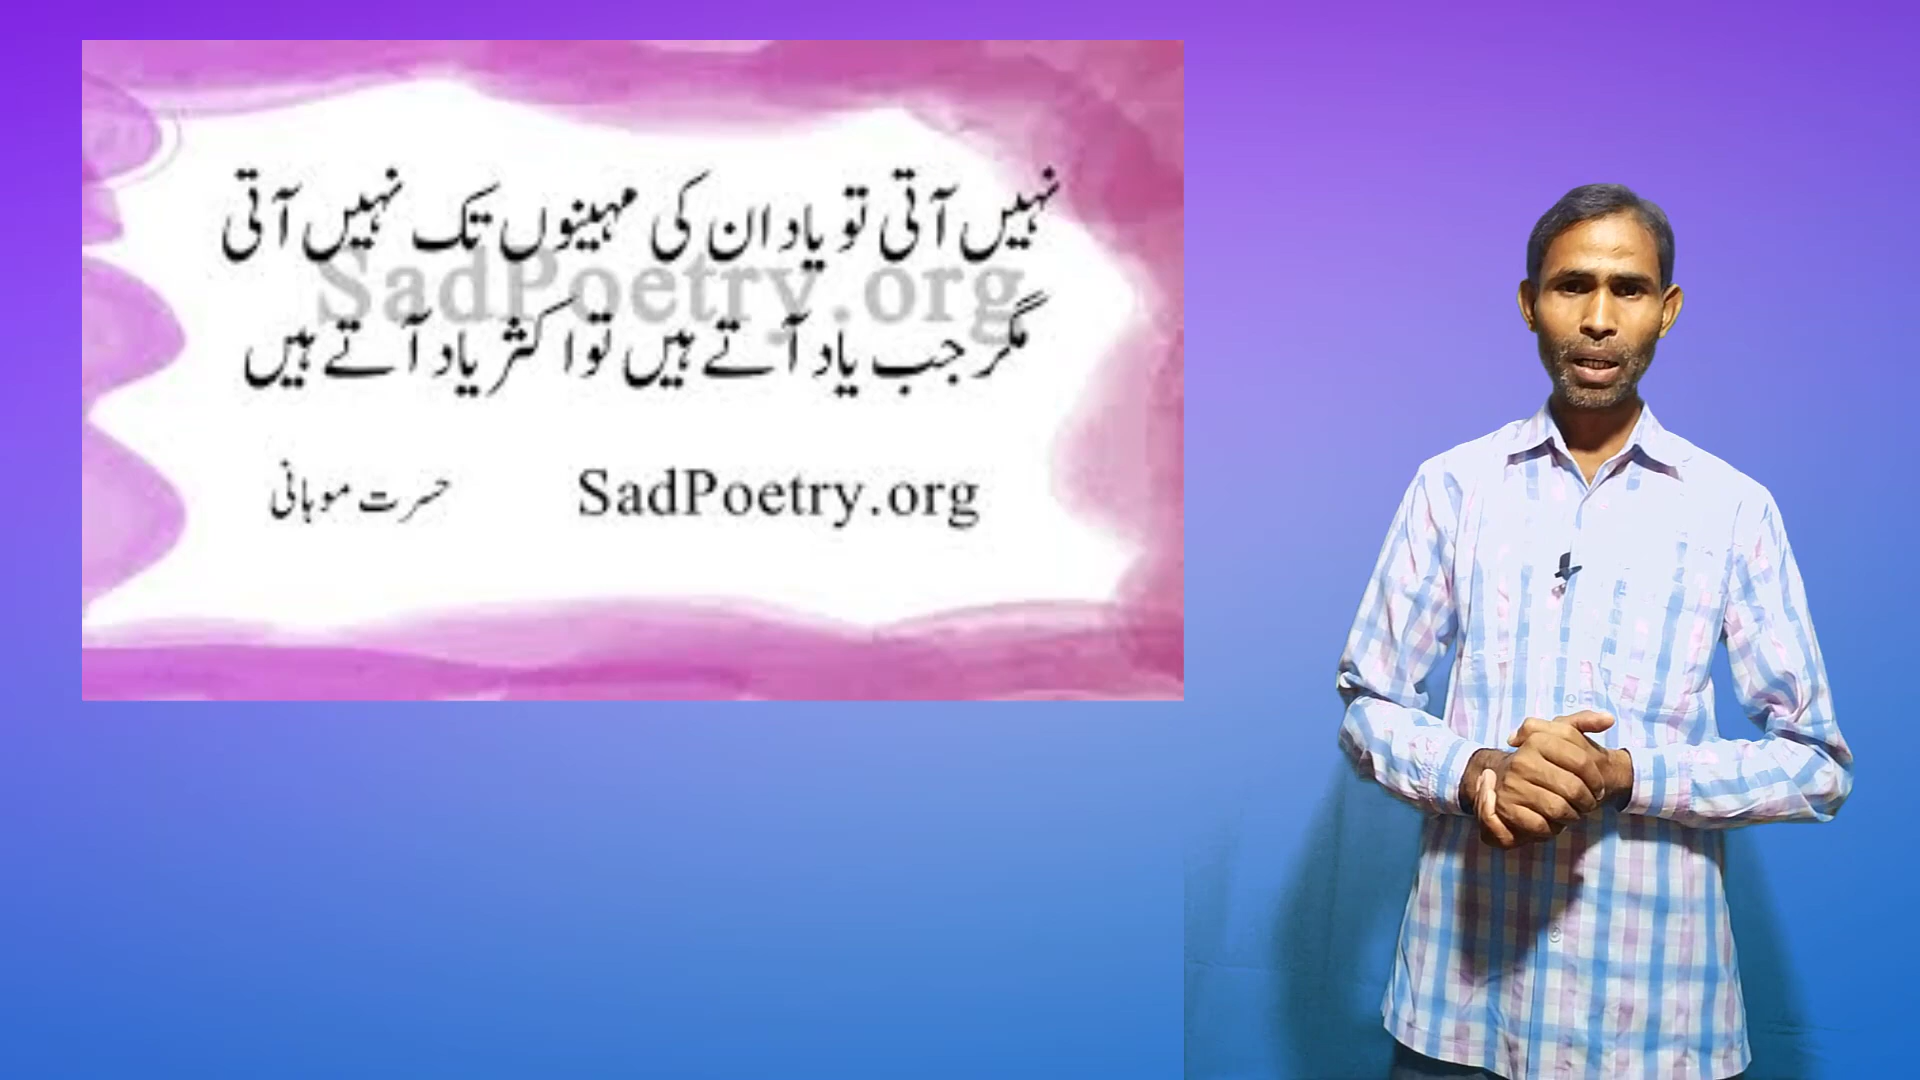 نہیں آتی تو یاد ان کی مہینوں تک نہیں آتی
SadPoetry.org
مگر جب یاد آتے ہیں تو اکثر یاد آتے ہیں
حسرت موہانی SadPoetry.org